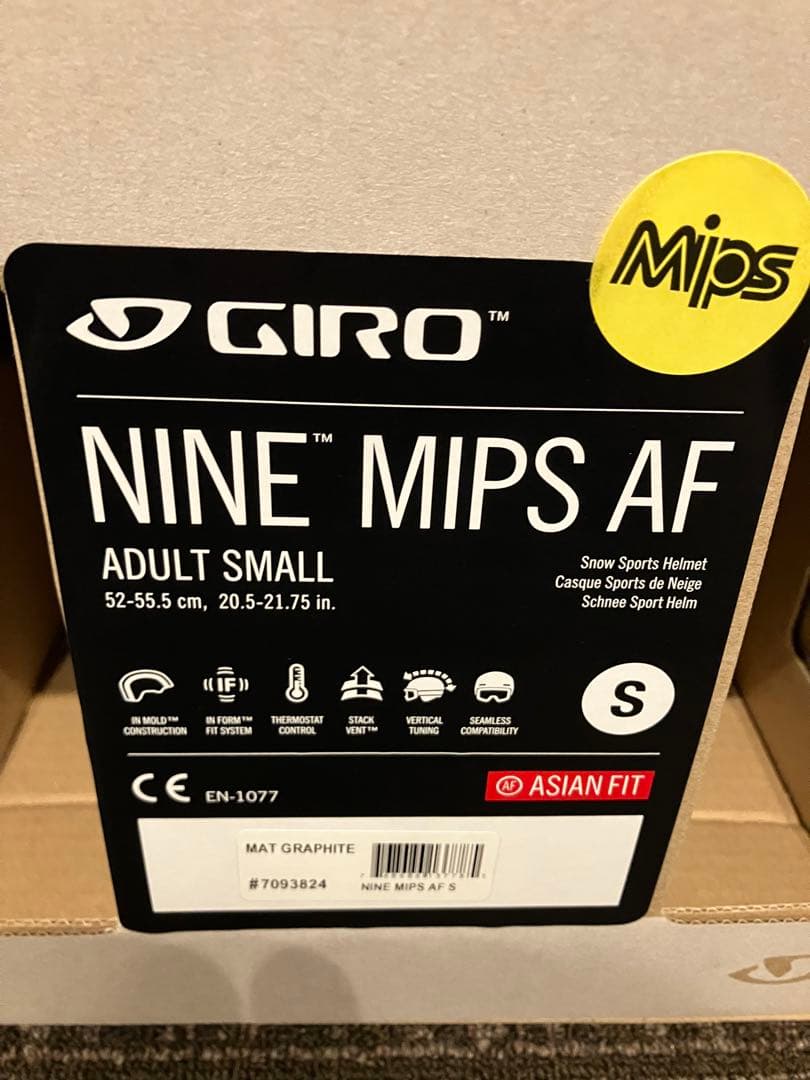 Mips
GIRO™
NINE™ MIPS AF
ADULT SMALL
52-55.5 cm, 20.5-21.75 in.
Snow Sports Helmet
Casque Sports de Neige
Schnee Sport Helm
IN MOLD™ CONSTRUCTION
IF
IN FORM™ FIT SYSTEM
THERMOSTAT CONTROL
STACK VENT™
VERTICAL TUNING
SEAMLESS COMPATIBILITY
S
CE EN-1077
AF ASIAN FIT
MAT GRAPHITE
#7093824
NINE MIPS AF S